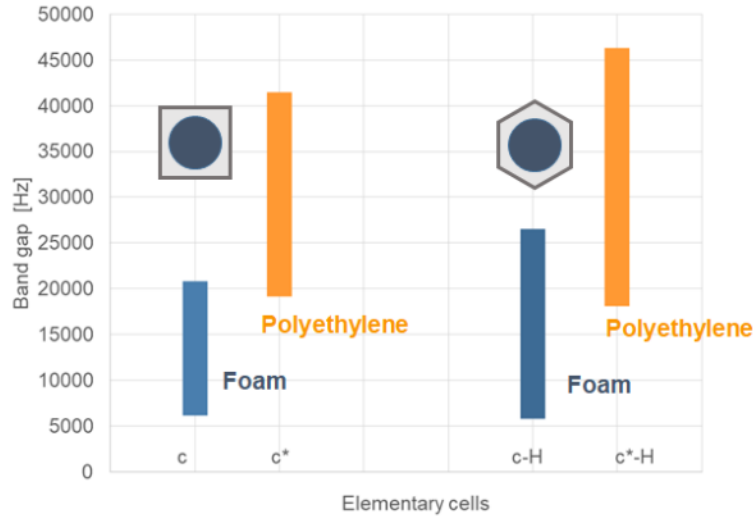 50000
45000
40000
35000
30000
25000
20000
15000
10000
5000
0
Band gap [Hz]
Polyethylene
Polyethylene
Foam
Foam
c
c*
c-H
c*-H
Elementary cells